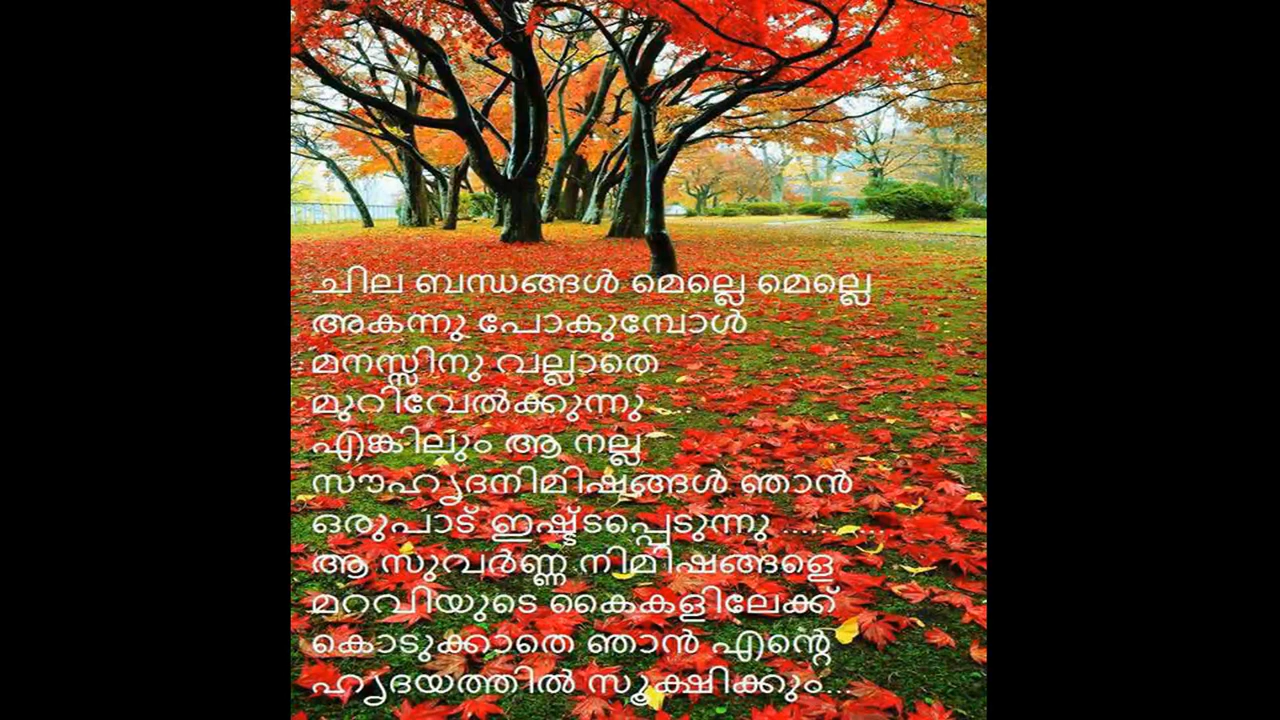 ചില ബന്ധങ്ങൾ മെല്ലെ മെല്ലെ
അകന്നു പോകുമ്പോൾ
മനസ്സിനു വല്ലാതെ
മുറിവേൽക്കുന്നു....
എങ്കിലും ആ നല്ല
സൗഹൃദനിമിഷങ്ങൾ ഞാൻ
ഒരുപാട് ഇഷ്ട്ടപ്പെടുന്നു ............
ആ സുവർണ്ണ നിമിഷങ്ങളെ
മറവിയുടെ കൈകളിലേക്ക്
കൊടുക്കാതെ ഞാൻ എന്റെ
ഹൃദയത്തിൽ സൂക്ഷിക്കും...